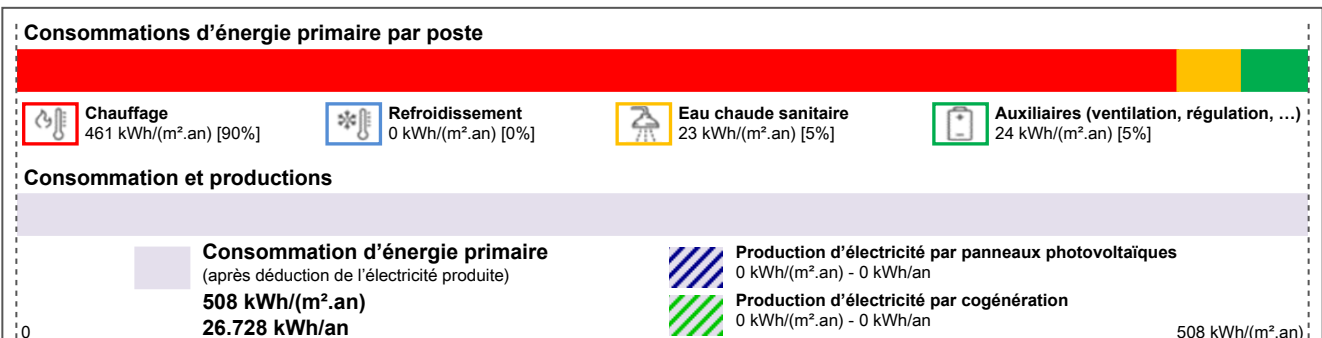 Consommations d'énergie primaire par poste
Chauffage
461 kWh/(m².an) [90%]
Refroidissement
0 kWh/(m².an) [0%]
Eau chaude sanitaire
23 kWh/(m².an) [5%]
Auxiliaires (ventilation, régulation, …)
24 kWh/(m².an) [5%]
Consommation et productions
Consommation d'énergie primaire
(après déduction de l'électricité produite)
508 kWh/(m².an)
26.728 kWh/an
Production d'électricité par panneaux photovoltaïques
0 kWh/(m².an) - 0 kWh/an
Production d'électricité par cogénération
0 kWh/(m².an) - 0 kWh/an
0
508 kWh/(m².an)